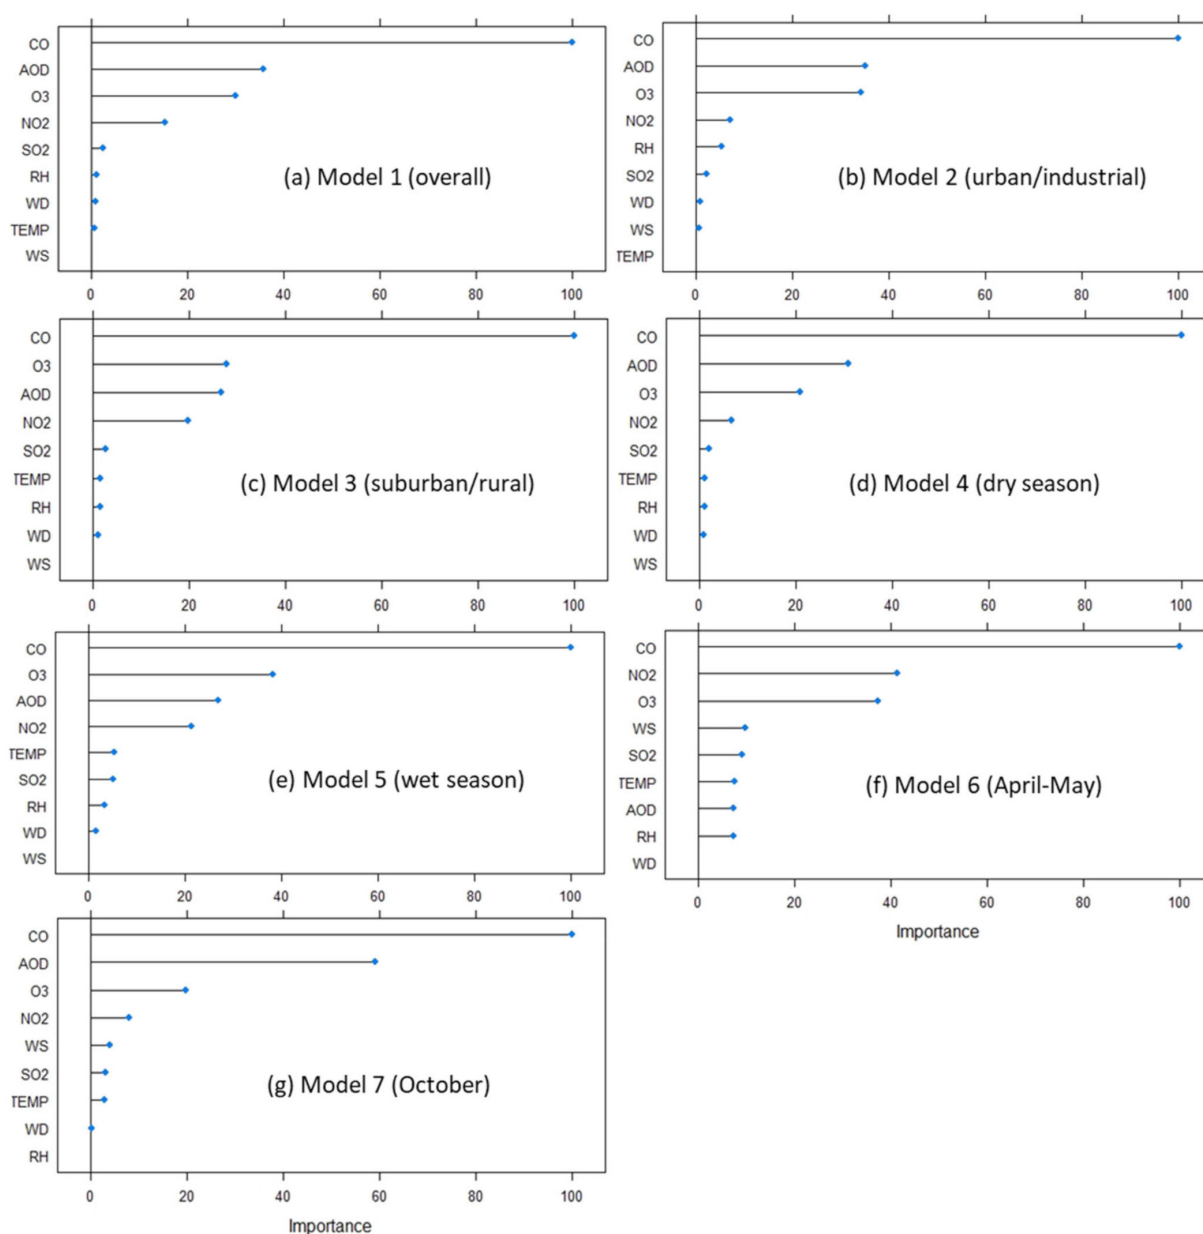 CO
AOD
O3
NO2
SO2
RH
WD
TEMP
WS
(a) Model 1 (overall)
0 20 40 60 80 100
CO
AOD
O3
NO2
RH
SO2
WD
WS
TEMP
(b) Model 2 (urban/industrial)
0 20 40 60 80 100
CO
O3
AOD
NO2
SO2
TEMP
RH
WD
WS
(c) Model 3 (suburban/rural)
0 20 40 60 80 100
CO
AOD
O3
NO2
SO2
TEMP
RH
WD
WS
(d) Model 4 (dry season)
0 20 40 60 80 100
CO
O3
AOD
NO2
TEMP
SO2
RH
WD
WS
(e) Model 5 (wet season)
0 20 40 60 80 100
CO
NO2
O3
WS
SO2
TEMP
AOD
RH
WD
(f) Model 6 (April-May)
0 20 40 60 80 100
Importance
CO
AOD
O3
NO2
WS
SO2
TEMP
WD
RH
(g) Model 7 (October)
0 20 40 60 80 100
Importance